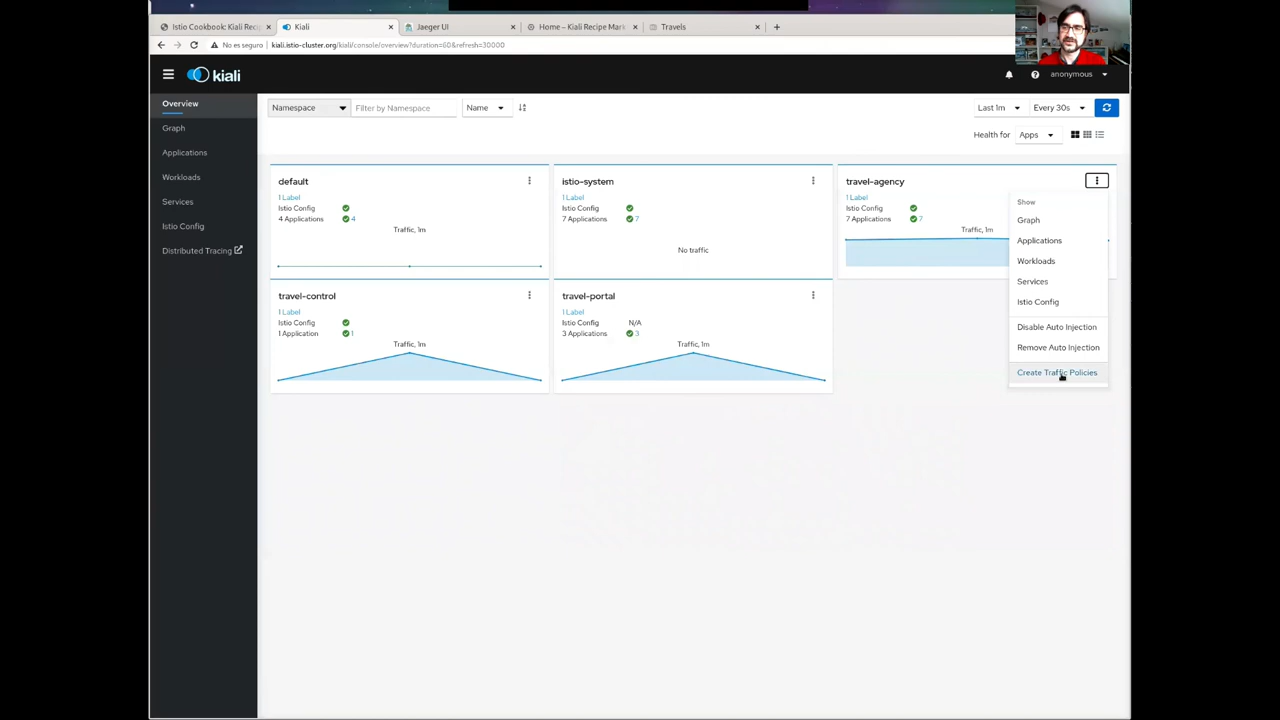 Istio Cookbook: Kiali Reci
Kiali
Jaeger UI
Home – Kiali Recipe Mark
Travels
No es seguro
kiali.istio-cluster.org/kiali/console/overview?duration=60&refresh=30000
kiali
anonymous
Overview
Graph
Applications
Workloads
Services
Istio Config
Distributed Tracing
Namespace
Filter by Namespace
Name
Last 1m
Every 30s
Health for
Apps
default
1 Label
Istio Config
4 Applications
4
Traffic, 1m
istio-system
1 Label
Istio Config
7 Applications
7
No traffic
travel-agency
1 Label
Istio Config
7 Applications
7
Traffic, 1m
Show
Graph
Applications
Workloads
Services
Istio Config
Disable Auto Injection
Remove Auto Injection
Create Traffic Policies
travel-control
1 Label
Istio Config
1 Application
1
Traffic, 1m
travel-portal
1 Label
Istio Config
N/A
3 Applications
3
Traffic, 1m